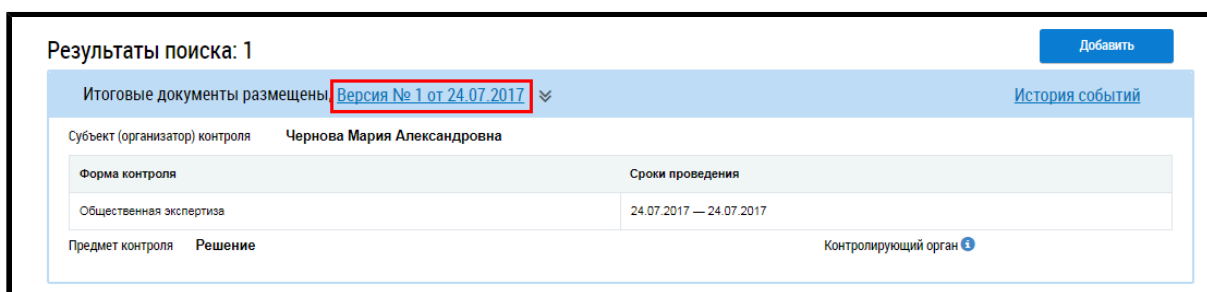 Результаты поиска: 1
Добавить
Итоговые документы размещены, Версия № 1 от 24.07.2017
История событий
Субъект (организатор) контроля Чернова Мария Александровна
Форма контроля Сроки проведения
Общественная экспертиза 24.07.2017 — 24.07.2017
Предмет контроля Решение Контролирующий орган